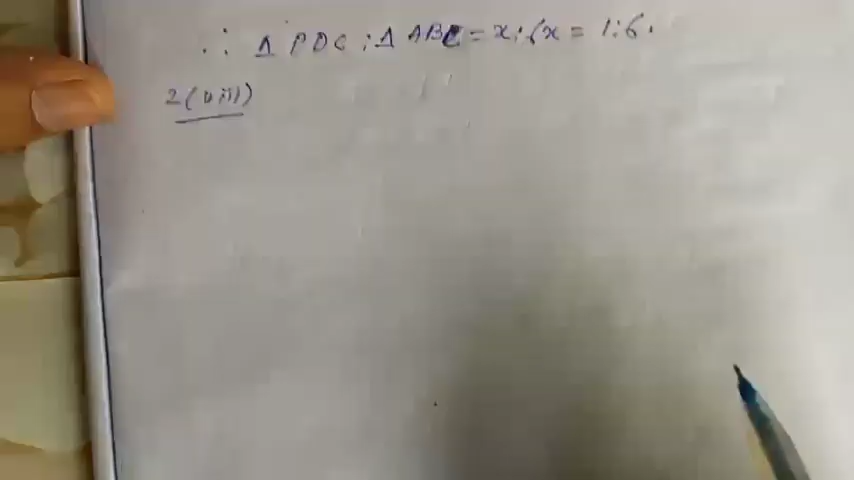 ∴ Δ PDC : Δ ABC = x : 6x = 1 : 6.
2(viii)